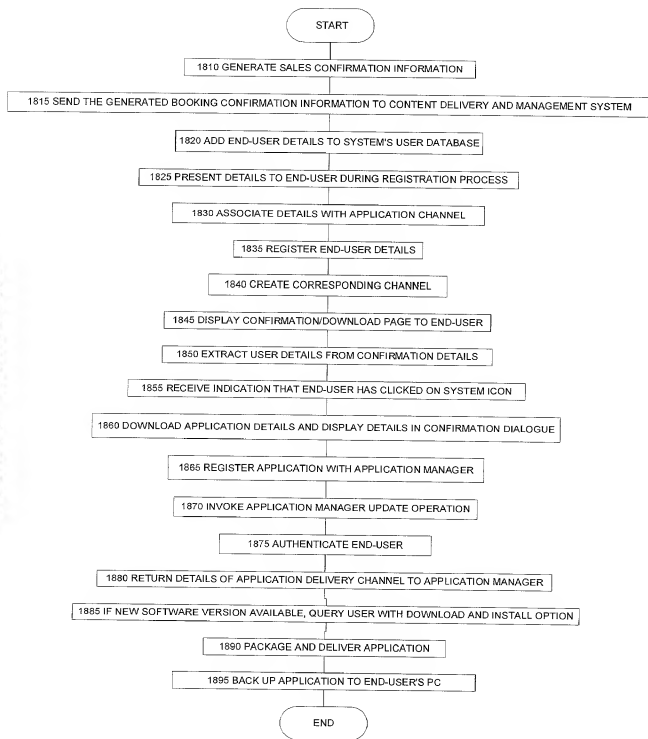 START
1810 GENERATE SALES CONFIRMATION INFORMATION
1815 SEND THE GENERATED BOOKING CONFIRMATION INFORMATION TO CONTENT DELIVERY AND MANAGEMENT SYSTEM
1820 ADD END-USER DETAILS TO SYSTEM'S USER DATABASE
1825 PRESENT DETAILS TO END-USER DURING REGISTRATION PROCESS
1830 ASSOCIATE DETAILS WITH APPLICATION CHANNEL
1835 REGISTER END-USER DETAILS
1840 CREATE CORRESPONDING CHANNEL
1845 DISPLAY CONFIRMATION/DOWNLOAD PAGE TO END-USER
1850 EXTRACT USER DETAILS FROM CONFIRMATION DETAILS
1855 RECEIVE INDICATION THAT END-USER HAS CLICKED ON SYSTEM ICON
1860 DOWNLOAD APPLICATION DETAILS AND DISPLAY DETAILS IN CONFIRMATION DIALOGUE
1865 REGISTER APPLICATION WITH APPLICATION MANAGER
1870 INVOKE APPLICATION MANAGER UPDATE OPERATION
1875 AUTHENTICATE END-USER
1880 RETURN DETAILS OF APPLICATION DELIVERY CHANNEL TO APPLICATION MANAGER
1885 IF NEW SOFTWARE VERSION AVAILABLE, QUERY USER WITH DOWNLOAD AND INSTALL OPTION
1890 PACKAGE AND DELIVER APPLICATION
1895 BACK UP APPLICATION TO END-USER'S PC
END